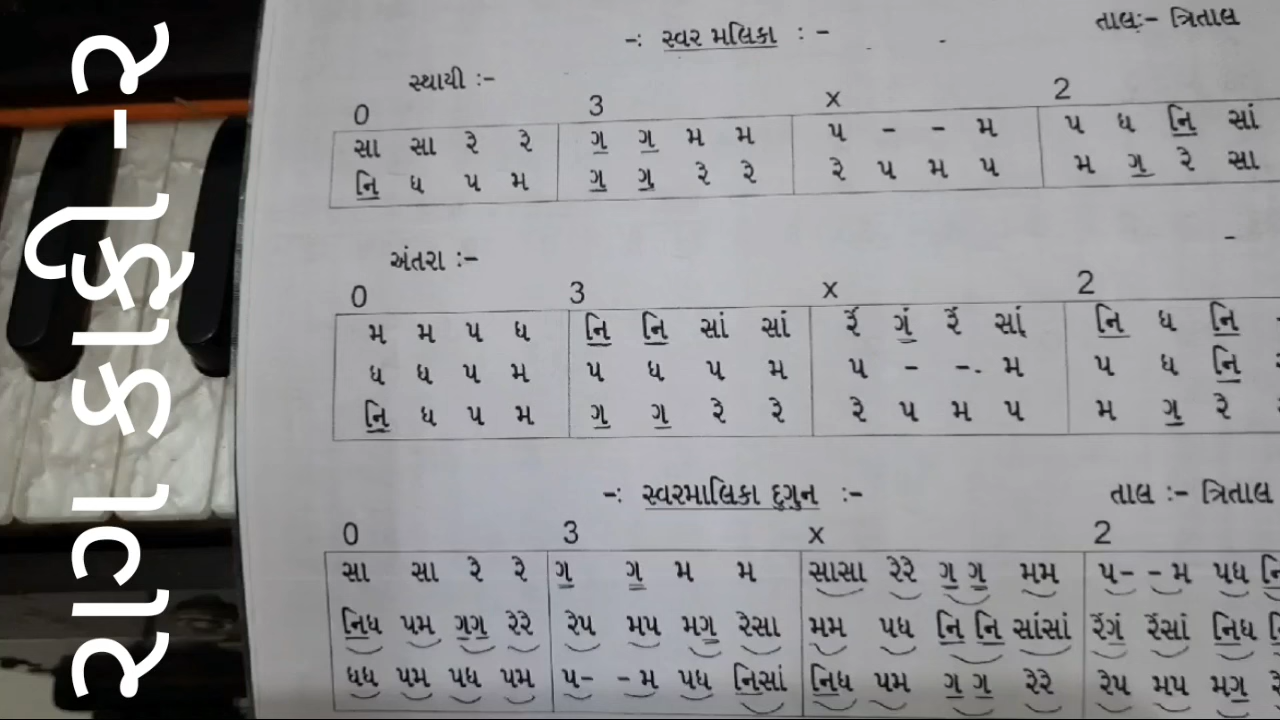 રાગ કાફી -૨
-: સ્વર મલિકા : -
તાલ:- ત્રિતાલ
સ્થાયી :-
0 3 x 2
સા સા રે રે ગ ગ મ મ પ - - મ પ ધ નિ સાં
નિ ધ પ મ ગ ગ રે રે રે પ મ પ મ ગ રે સા
અંતરા :-
0 3 x 2
મ મ પ ધ નિ નિ સાં સાં રેં ગં રેં સાં નિ ધ નિ
ધ ધ પ મ પ ધ પ મ પ - - મ પ ધ નિ
નિ ધ પ મ ગ ગ રે રે રે પ મ પ મ ગ રે
-: સ્વરમાલિકા દુગુન :-
તાલ :- ત્રિતાલ
0 3 x 2
સા સા રે રે ગ ગ મ મ સાસા રેરે ગ ગ મમ પ- -મ પધ નિ
નિધ પમ ગગ રેરે રેપ મપ મગ રેસા મમ પધ નિ નિ સાંસાં રેંગં રેંસાં નિધ
ધધ પમ પધ પમ પ- -મ પધ નિસાં નિધ પમ ગ ગ રેરે રેપ મપ મગ